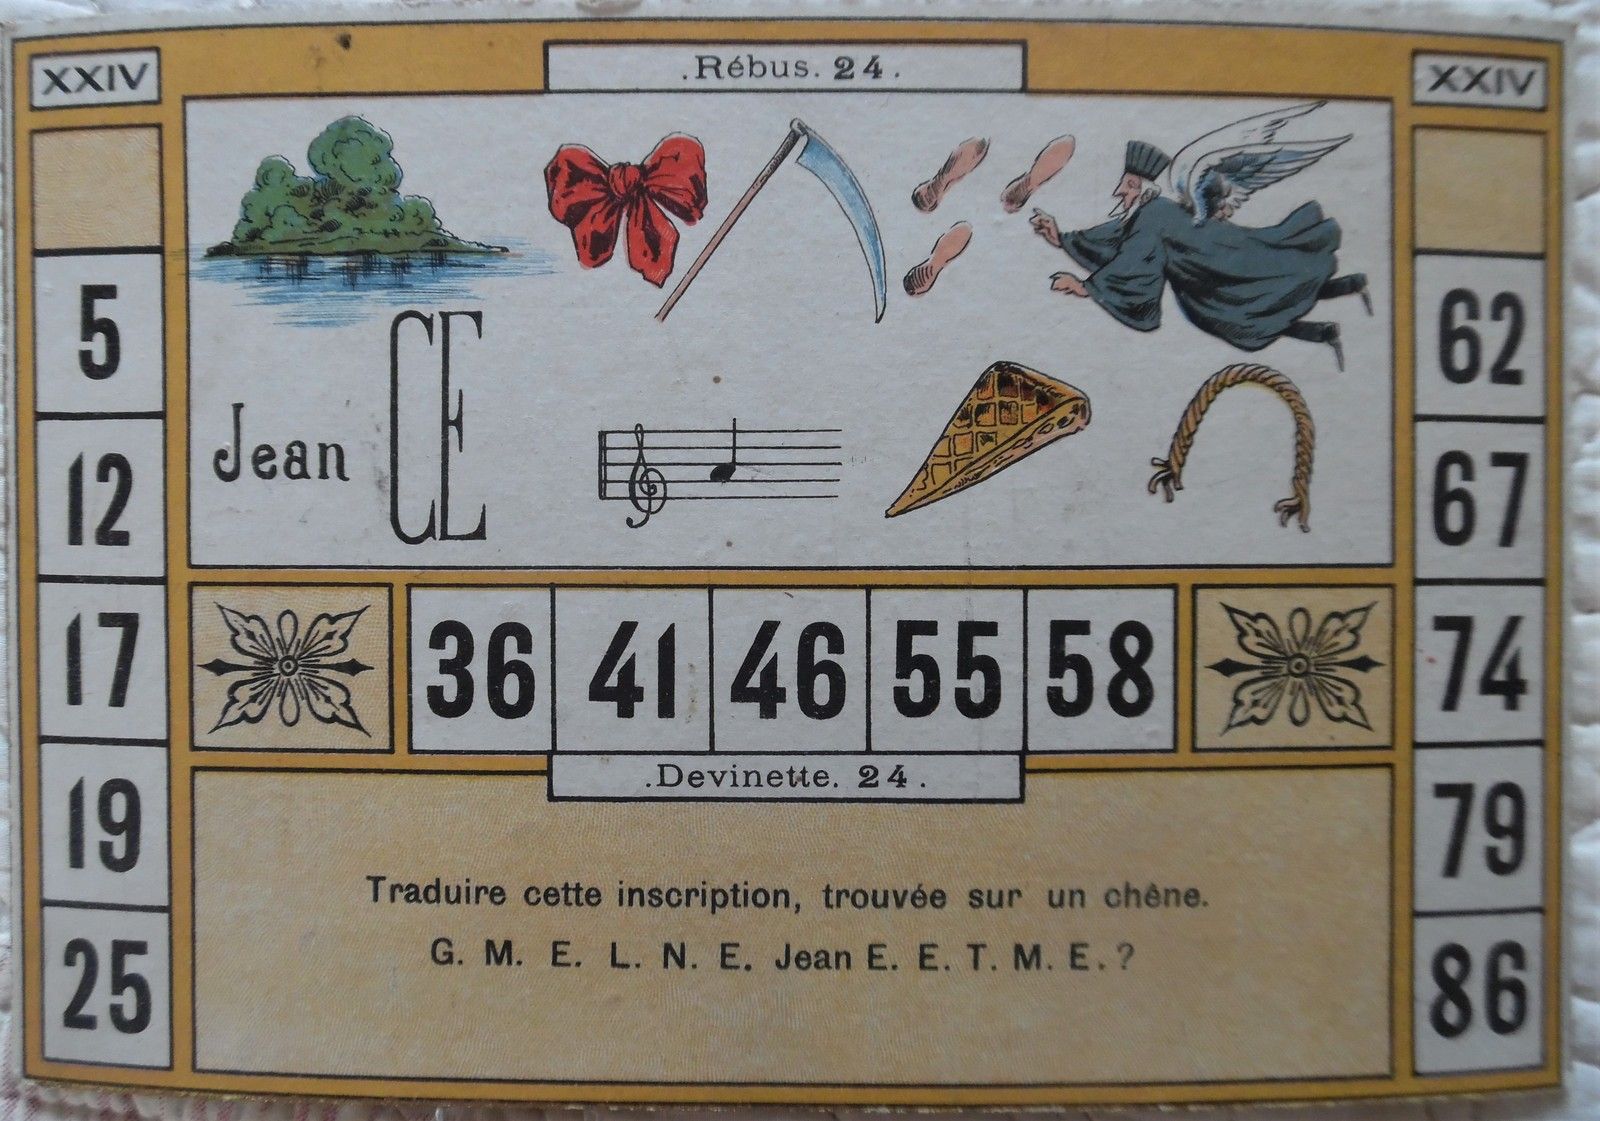 XXIV
.Rébus. 24.
XXIV
Jean CE
5
12
17
19
25
36 41 46 55 58
62
67
74
79
86
.Devinette. 24.
Traduire cette inscription, trouvée sur un chêne.
G. M. E. L. N. E. Jean E. E. T. M. E. ?